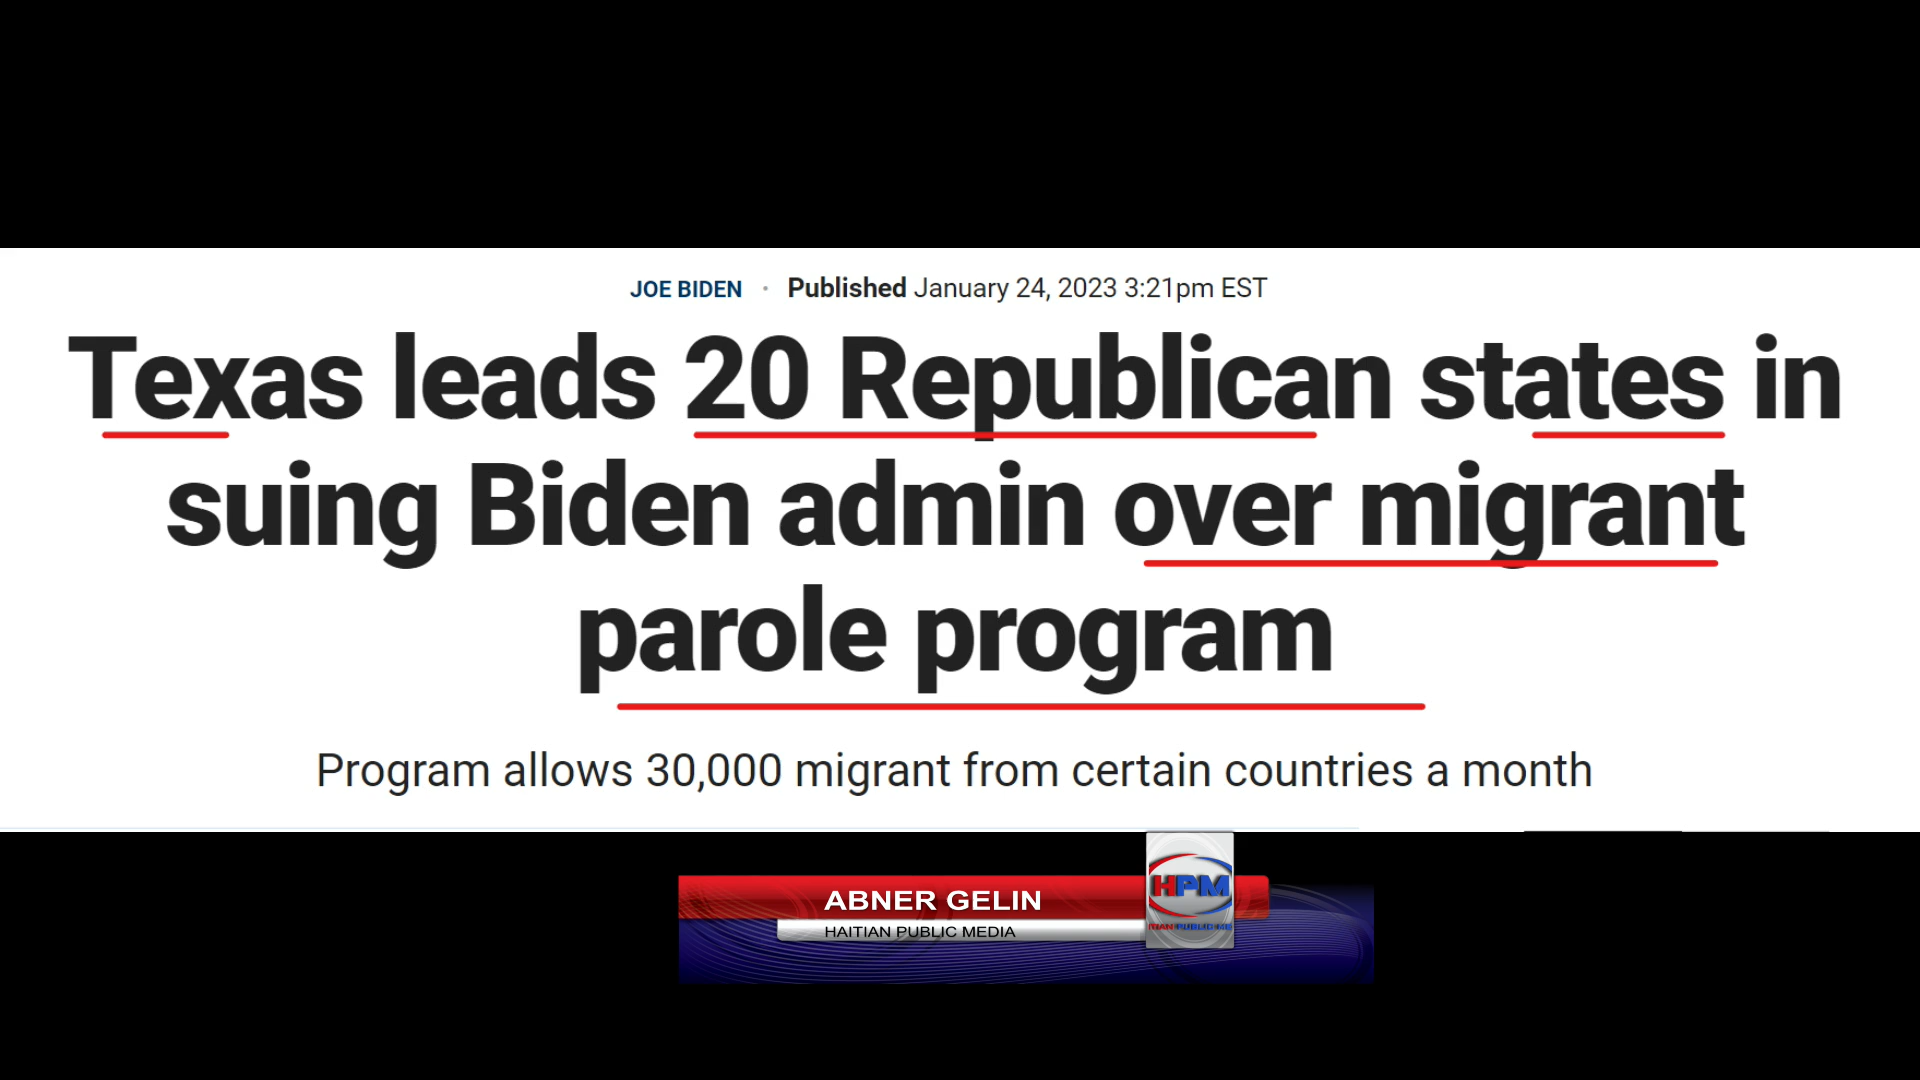 JOE BIDEN · Published January 24, 2023 3:21pm EST
Texas leads 20 Republican states in
suing Biden admin over migrant
parole program
Program allows 30,000 migrant from certain countries a month
ABNER GELIN
HAITIAN PUBLIC MEDIA
HPM